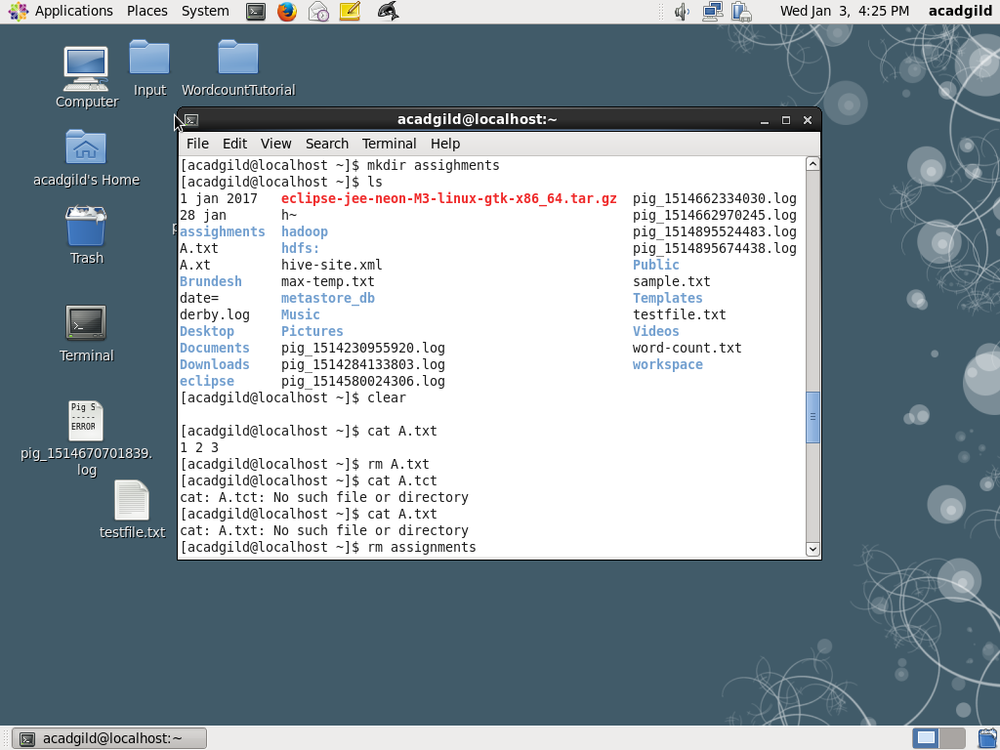 Applications Places System Wed Jan 3, 4:25 PM acadgild
Computer
Input
WordcountTutorial
acadgild's Home
Trash
Terminal
Pig S
-----
ERROR
pig_1514670701839.
log
testfile.txt
acadgild@localhost:~
File Edit View Search Terminal Help
[acadgild@localhost ~]$ mkdir assighments
[acadgild@localhost ~]$ ls
1 jan 2017 eclipse-jee-neon-M3-linux-gtk-x86_64.tar.gz pig_1514662334030.log
28 jan h~ pig_1514662970245.log
assighments hadoop pig_1514895524483.log
A.txt hdfs: pig_1514895674438.log
A.xt hive-site.xml Public
Brundesh max-temp.txt sample.txt
date= metastore_db Templates
derby.log Music testfile.txt
Desktop Pictures Videos
Documents pig_1514230955920.log word-count.txt
Downloads pig_1514284133803.log workspace
eclipse pig_1514580024306.log
[acadgild@localhost ~]$ clear
[acadgild@localhost ~]$ cat A.txt
1 2 3
[acadgild@localhost ~]$ rm A.txt
[acadgild@localhost ~]$ cat A.tct
cat: A.tct: No such file or directory
[acadgild@localhost ~]$ cat A.txt
cat: A.txt: No such file or directory
[acadgild@localhost ~]$ rm assignments
acadgild@localhost:~